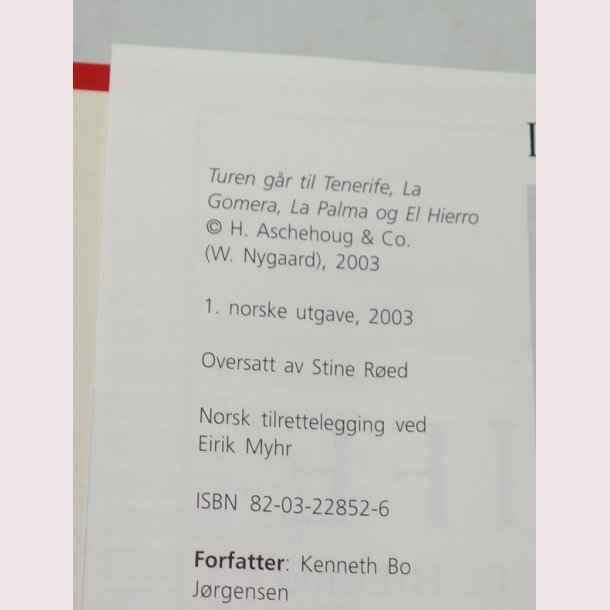 Turen går til Tenerife, La
Gomera, La Palma og El Hierro
© H. Aschehoug & Co.
(W. Nygaard), 2003
1. norske utgave, 2003
Oversatt av Stine Røed
Norsk tilrettelegging ved
Eirik Myhr
ISBN 82-03-22852-6
Forfatter: Kenneth Bo
Jørgensen